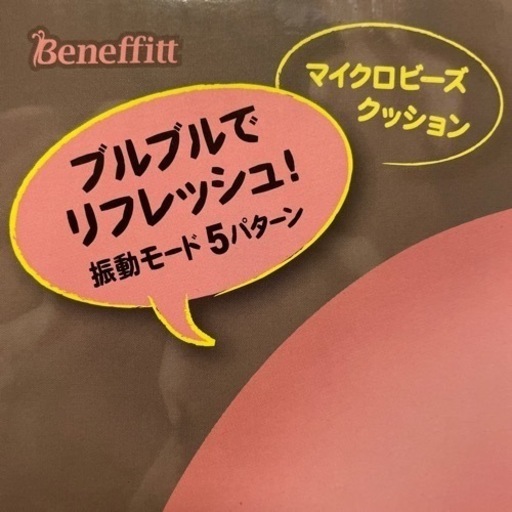 Beneffitt
マイクロビーズ
クッション
ブルブルで
リフレッシュ!
振動モード 5パターン